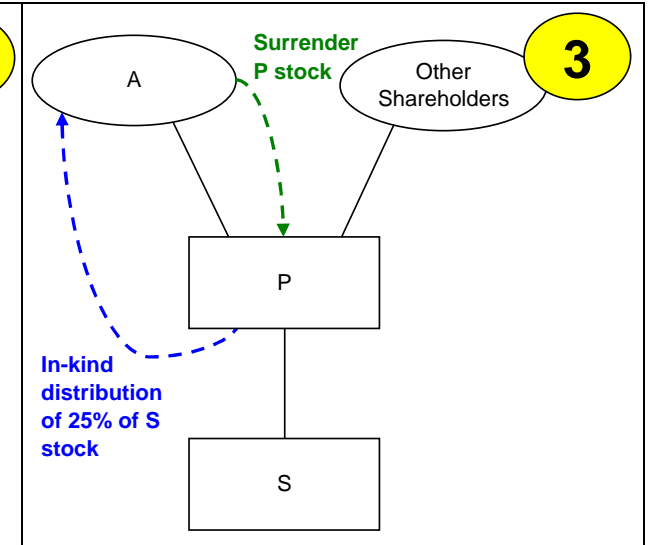 3
Surrender
P stock
A
Other
Shareholders
P
In-kind
distribution
of 25% of S
stock
S